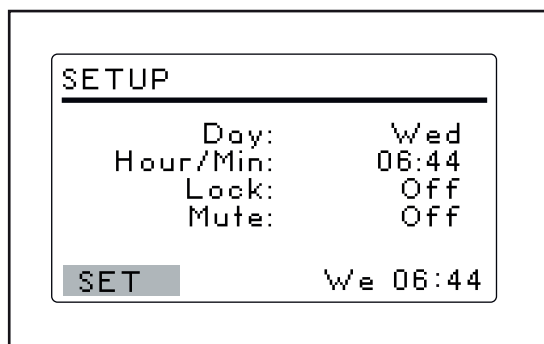 SETUP
Day: Wed
Hour/Min: 06:44
Lock: Off
Mute: Off
SET We 06:44